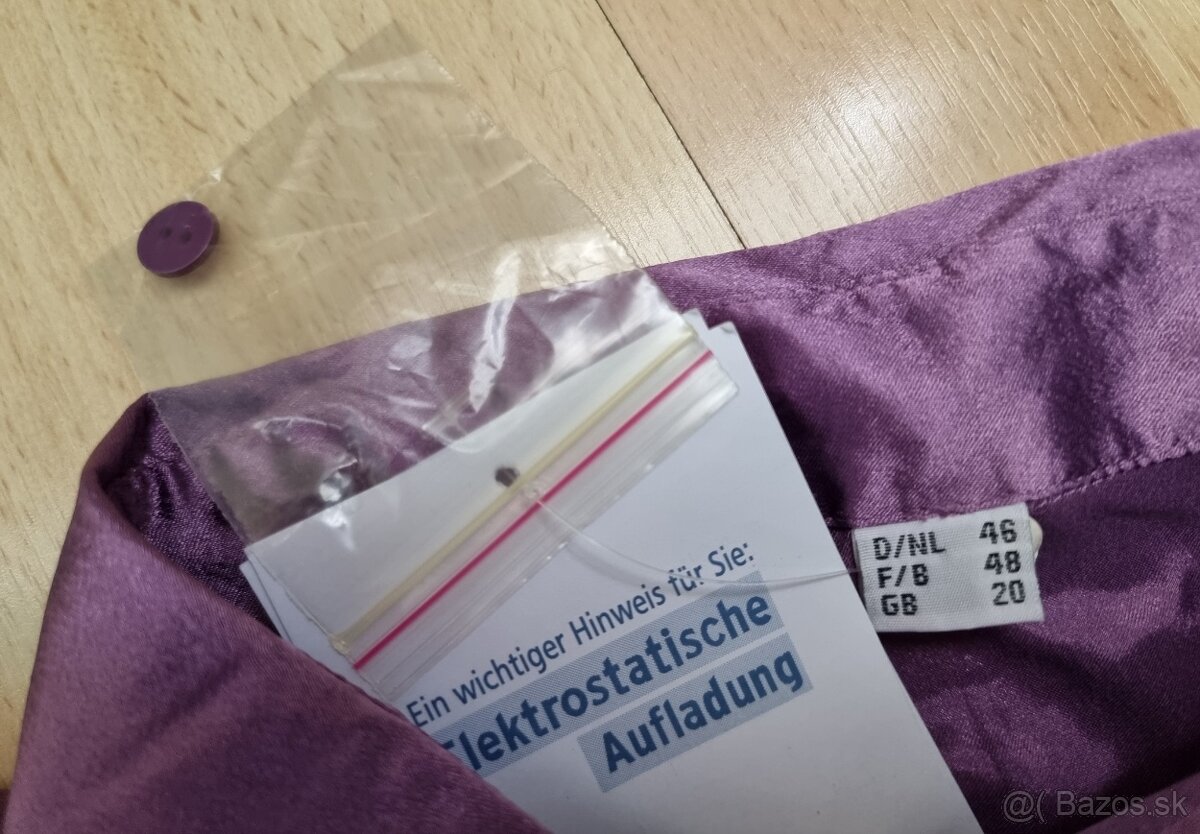 D/NL 46
F/B 48
GB 20
Ein wichtiger Hinweis für Sie:
Elektrostatische
Aufladung
@( Bazos.sk